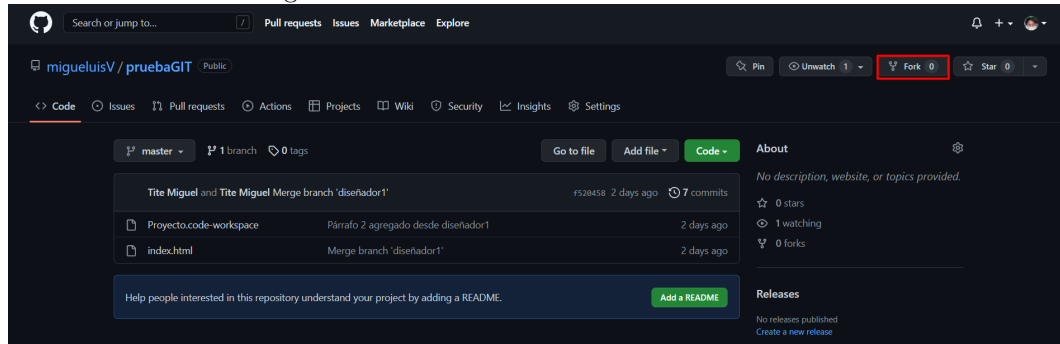 Search or jump to... / Pull requests Issues Marketplace Explore
migueluisV / pruebaGIT Public Pin Unwatch 1 Fork 0 Star 0
Code Issues Pull requests Actions Projects Wiki Security Insights Settings
master 1 branch 0 tags Go to file Add file Code About
No description, website, or topics provided.
Tite Miguel and Tite Miguel Merge branch 'diseñador1' f520458 2 days ago 7 commits
0 stars
Proyecto.code-workspace Párrafo 2 agregado desde diseñador1 2 days ago 1 watching
index.html Merge branch 'diseñador1' 2 days ago 0 forks
Help people interested in this repository understand your project by adding a README. Add a README Releases
No releases published
Create a new release